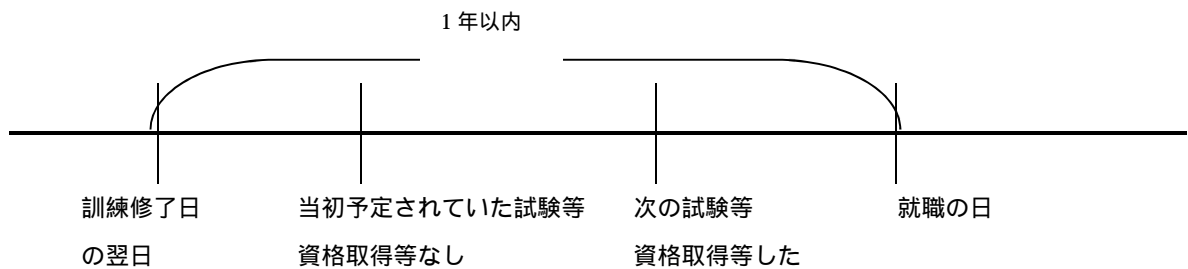 1 年以内
訓練修了日
の翌日
当初予定されていた試験等
資格取得等なし
次の試験等
資格取得等した
就職の日